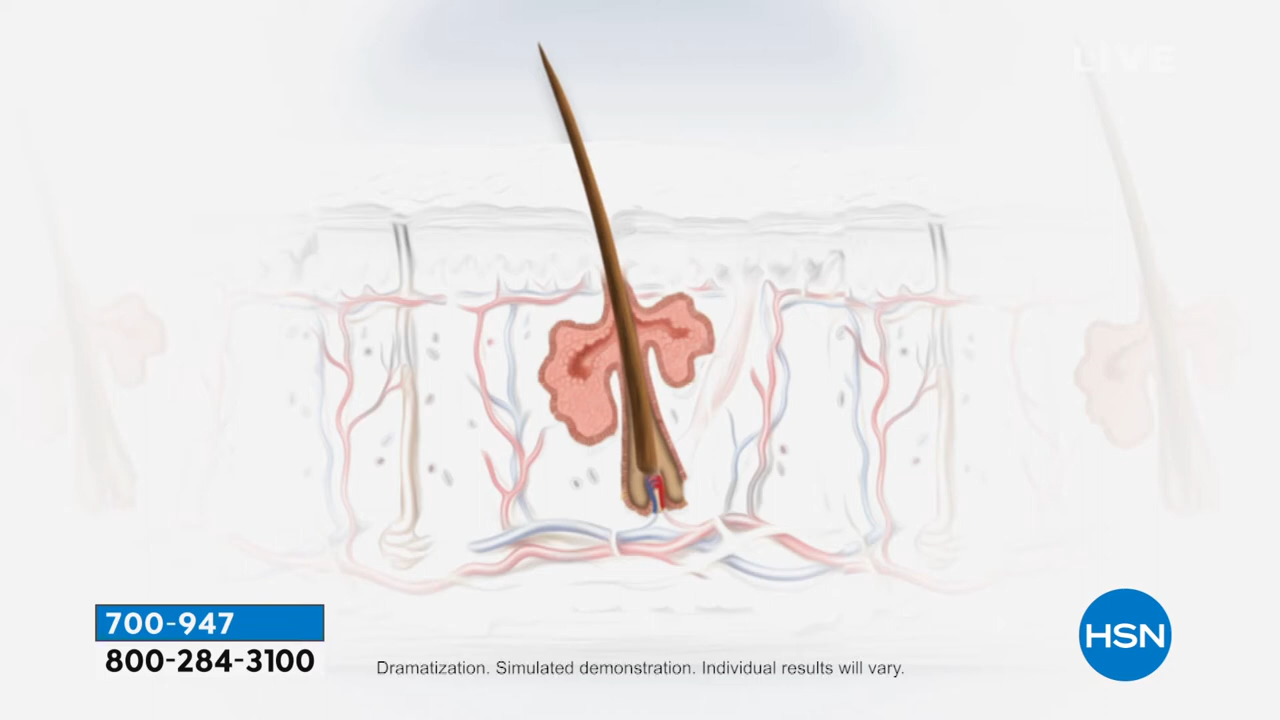 LIVE
700-947
800-284-3100
Dramatization. Simulated demonstration. Individual results will vary.
HSN